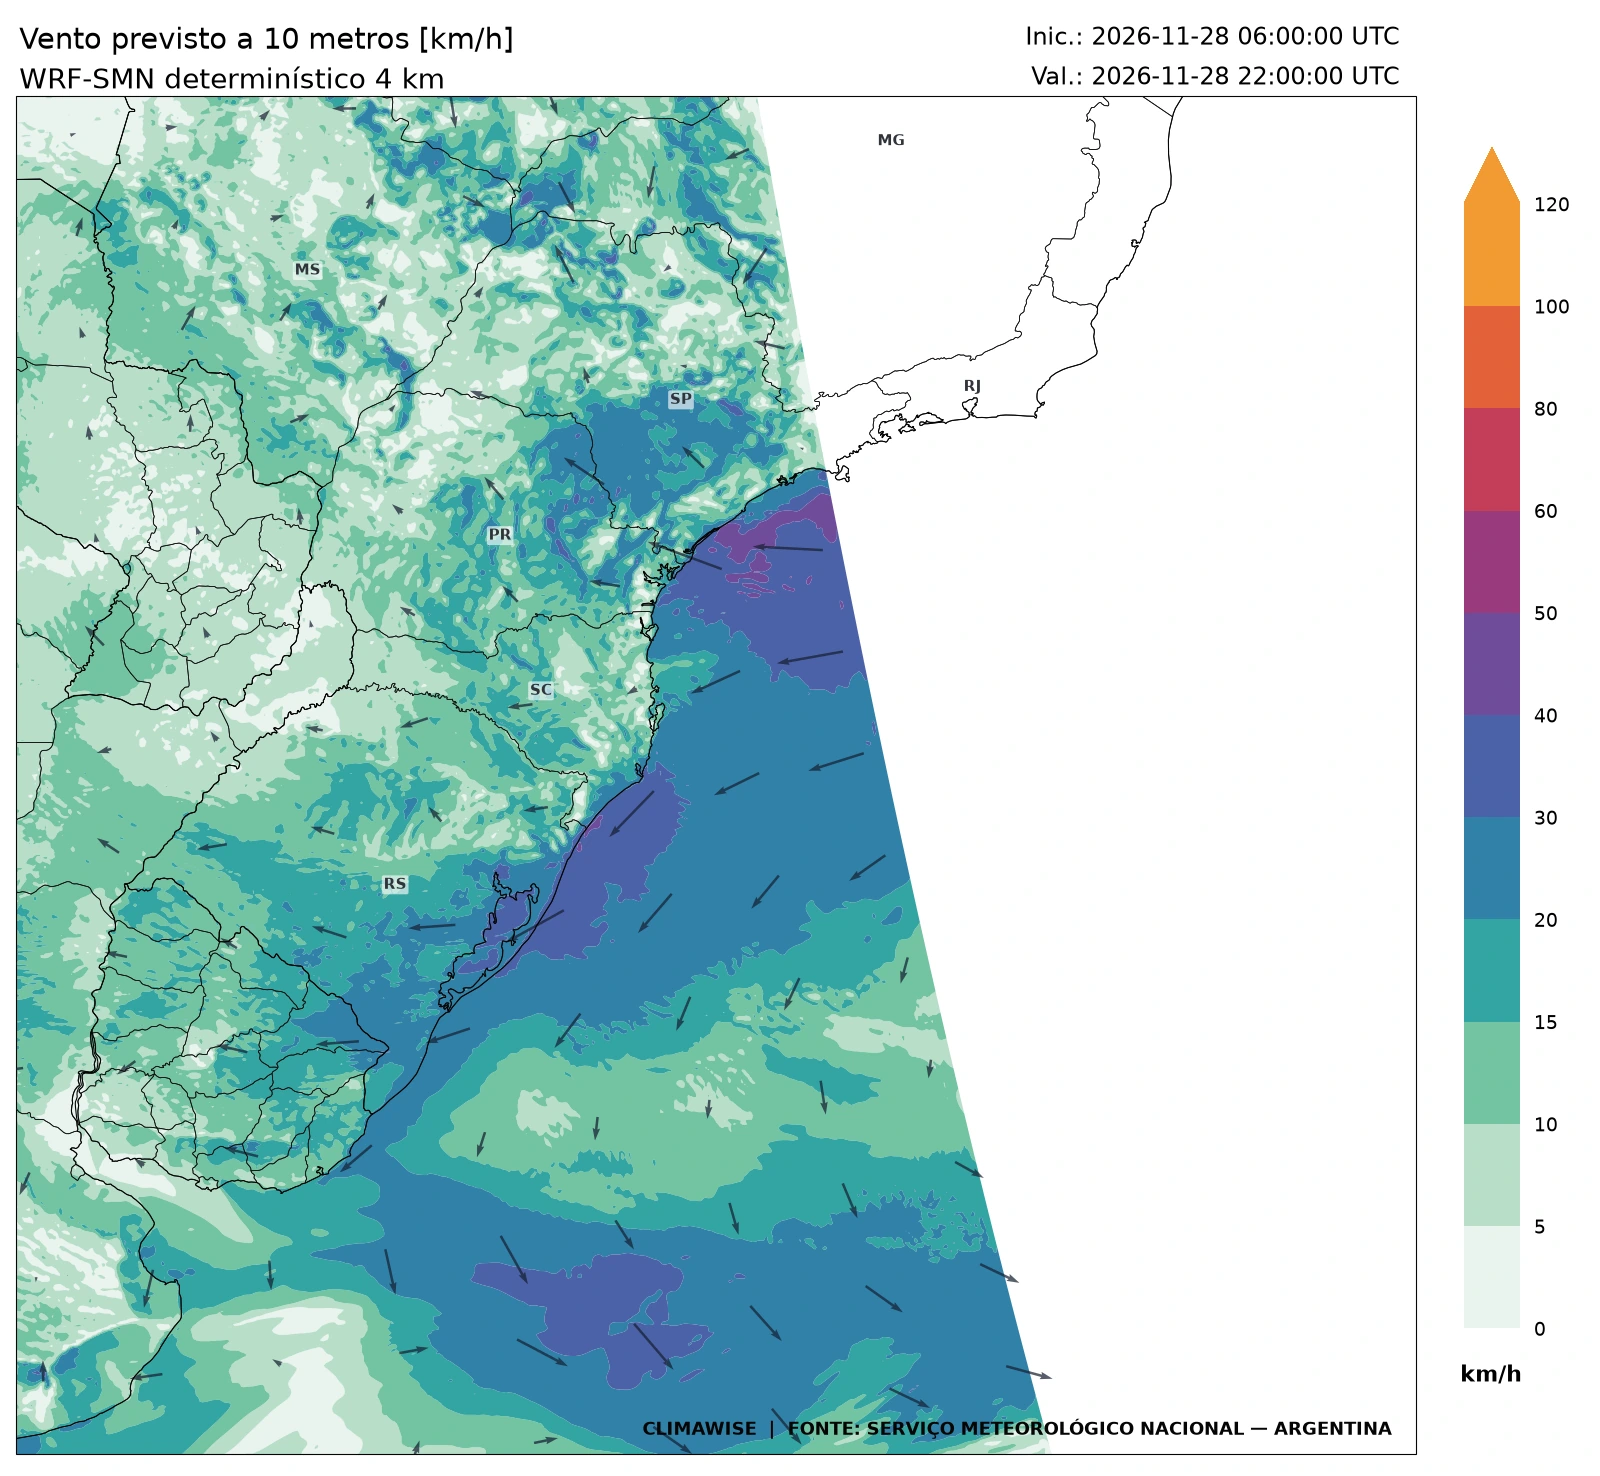 Vento previsto a 10 metros [km/h]
WRF-SMN determinístico 4 km
Inic.: 2026-11-28 06:00:00 UTC
Val.: 2026-11-28 22:00:00 UTC
MG
MS
RJ
SP
PR
SC
RS
120
100
80
60
50
40
30
20
15
10
5
0
km/h
CLIMAWISE | FONTE: SERVIÇO METEOROLÓGICO NACIONAL — ARGENTINA